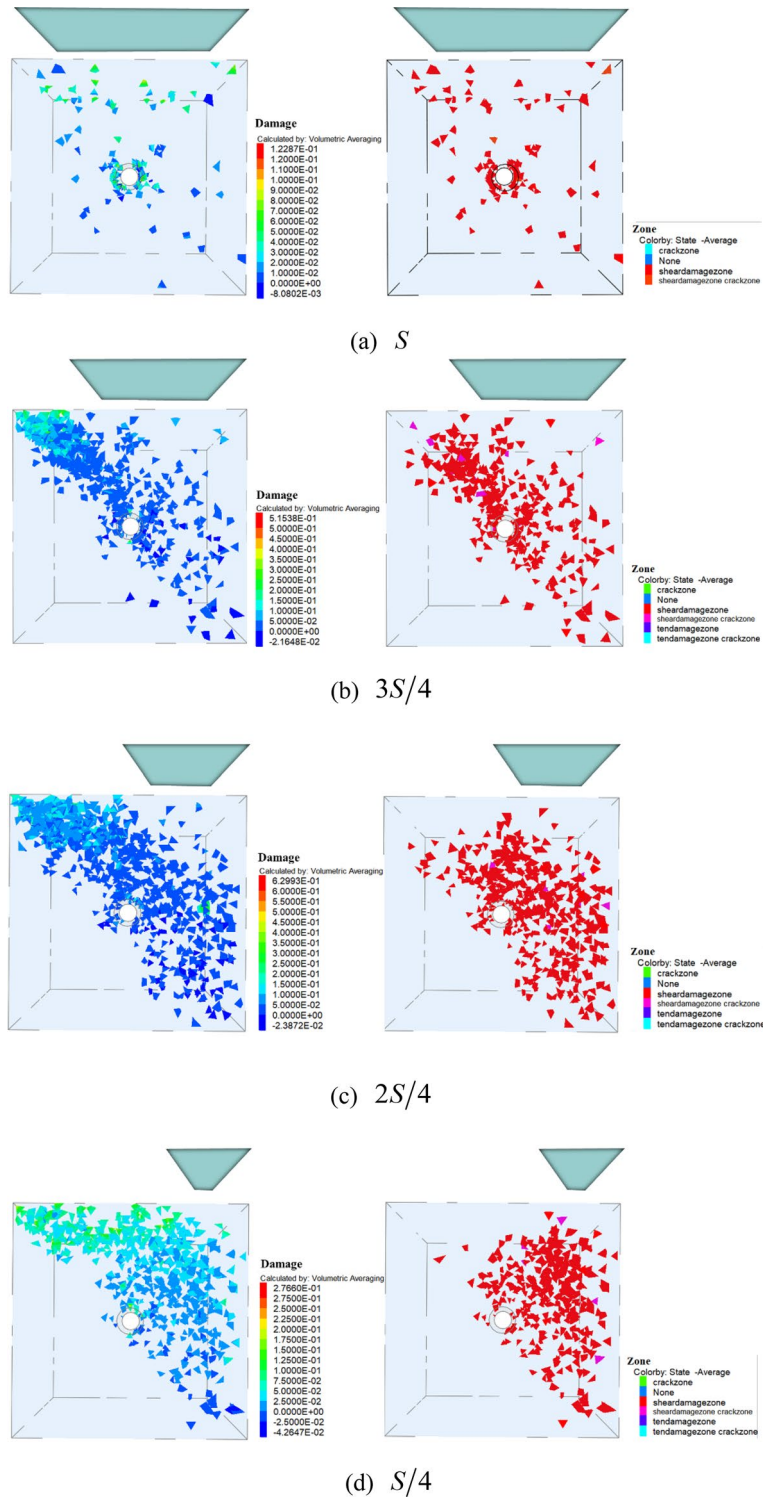 Damage
Calculated by: Volumetric Averaging
1.2287E-01
1.2000E-01
1.1000E-01
1.0000E-01
9.0000E-02
8.0000E-02
7.0000E-02
6.0000E-02
5.0000E-02
4.0000E-02
3.0000E-02
2.0000E-02
1.0000E-02
0.0000E+00
-8.0802E-03
Zone
Colorby: State -Average
crackzone
None
sheardamagezone
sheardamagezone crackzone
(a) S
Damage
Calculated by: Volumetric Averaging
5.1538E-01
5.0000E-01
4.5000E-01
4.0000E-01
3.5000E-01
3.0000E-01
2.5000E-01
2.0000E-01
1.5000E-01
1.0000E-01
5.0000E-02
0.0000E+00
-2.1648E-02
Zone
Colorby: State -Average
crackzone
None
sheardamagezone
sheardamagezone crackzone
tendamagezone
tendamagezone crackzone
(b) 3S/4
Damage
Calculated by: Volumetric Averaging
6.2993E-01
6.0000E-01
5.5000E-01
5.0000E-01
4.5000E-01
4.0000E-01
3.5000E-01
3.0000E-01
2.5000E-01
2.0000E-01
1.5000E-01
1.0000E-01
5.0000E-02
0.0000E+00
-2.3872E-02
Zone
Colorby: State -Average
crackzone
None
sheardamagezone
sheardamagezone crackzone
tendamagezone
tendamagezone crackzone
(c) 2S/4
Damage
Calculated by: Volumetric Averaging
2.7660E-01
2.7500E-01
2.5000E-01
2.2500E-01
2.0000E-01
1.7500E-01
1.5000E-01
1.2500E-01
1.0000E-01
7.5000E-02
5.0000E-02
2.5000E-02
0.0000E+00
-2.5000E-02
-4.2647E-02
Zone
Colorby: State -Average
crackzone
None
sheardamagezone
sheardamagezone crackzone
tendamagezone
tendamagezone crackzone
(d) S/4